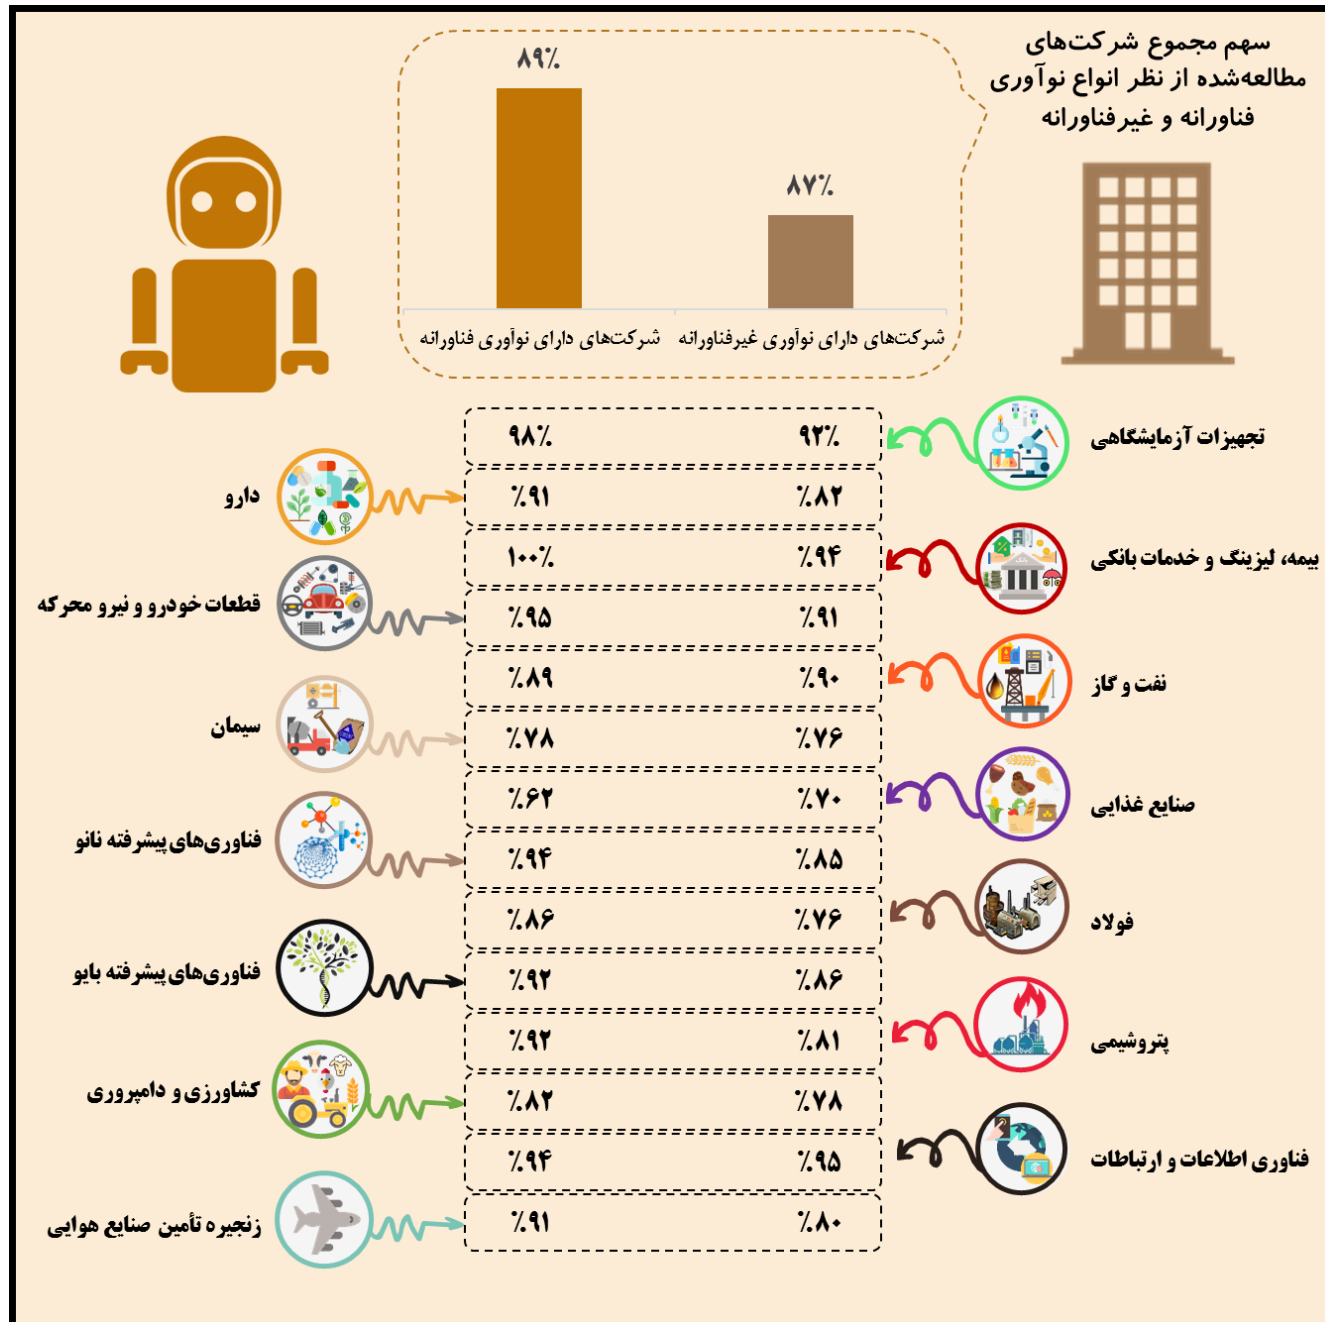 سهم مجموع شرکت‌های
مطالعه‌شده از نظر انواع نوآوری
فناورانه و غیرفناورانه
۸۹٪
۸۷٪
شرکت‌های دارای نوآوری غیرفناورانه
شرکت‌های دارای نوآوری فناورانه
تجهیزات آزمایشگاهی
۹۲٪
۹۸٪
٪۸۲
٪۹۱
دارو
بیمه، لیزینگ و خدمات بانکی
٪۹۴
۱۰۰٪
٪۹۱
٪۹۵
قطعات خودرو و نیرو محرکه
نفت و گاز
٪۹۰
٪۸۹
٪۷۶
٪۷۸
سیمان
صنایع غذایی
٪۷۰
٪۶۲
٪۸۵
٪۹۴
فناوری‌های پیشرفته نانو
فولاد
٪۷۶
٪۸۶
٪۸۶
٪۹۲
فناوری‌های پیشرفته بایو
پتروشیمی
٪۸۱
٪۹۲
٪۷۸
٪۸۲
کشاورزی و دامپروری
فناوری اطلاعات و ارتباطات
٪۹۵
٪۹۴
٪۸۰
٪۹۱
زنجیره تأمین صنایع هوایی